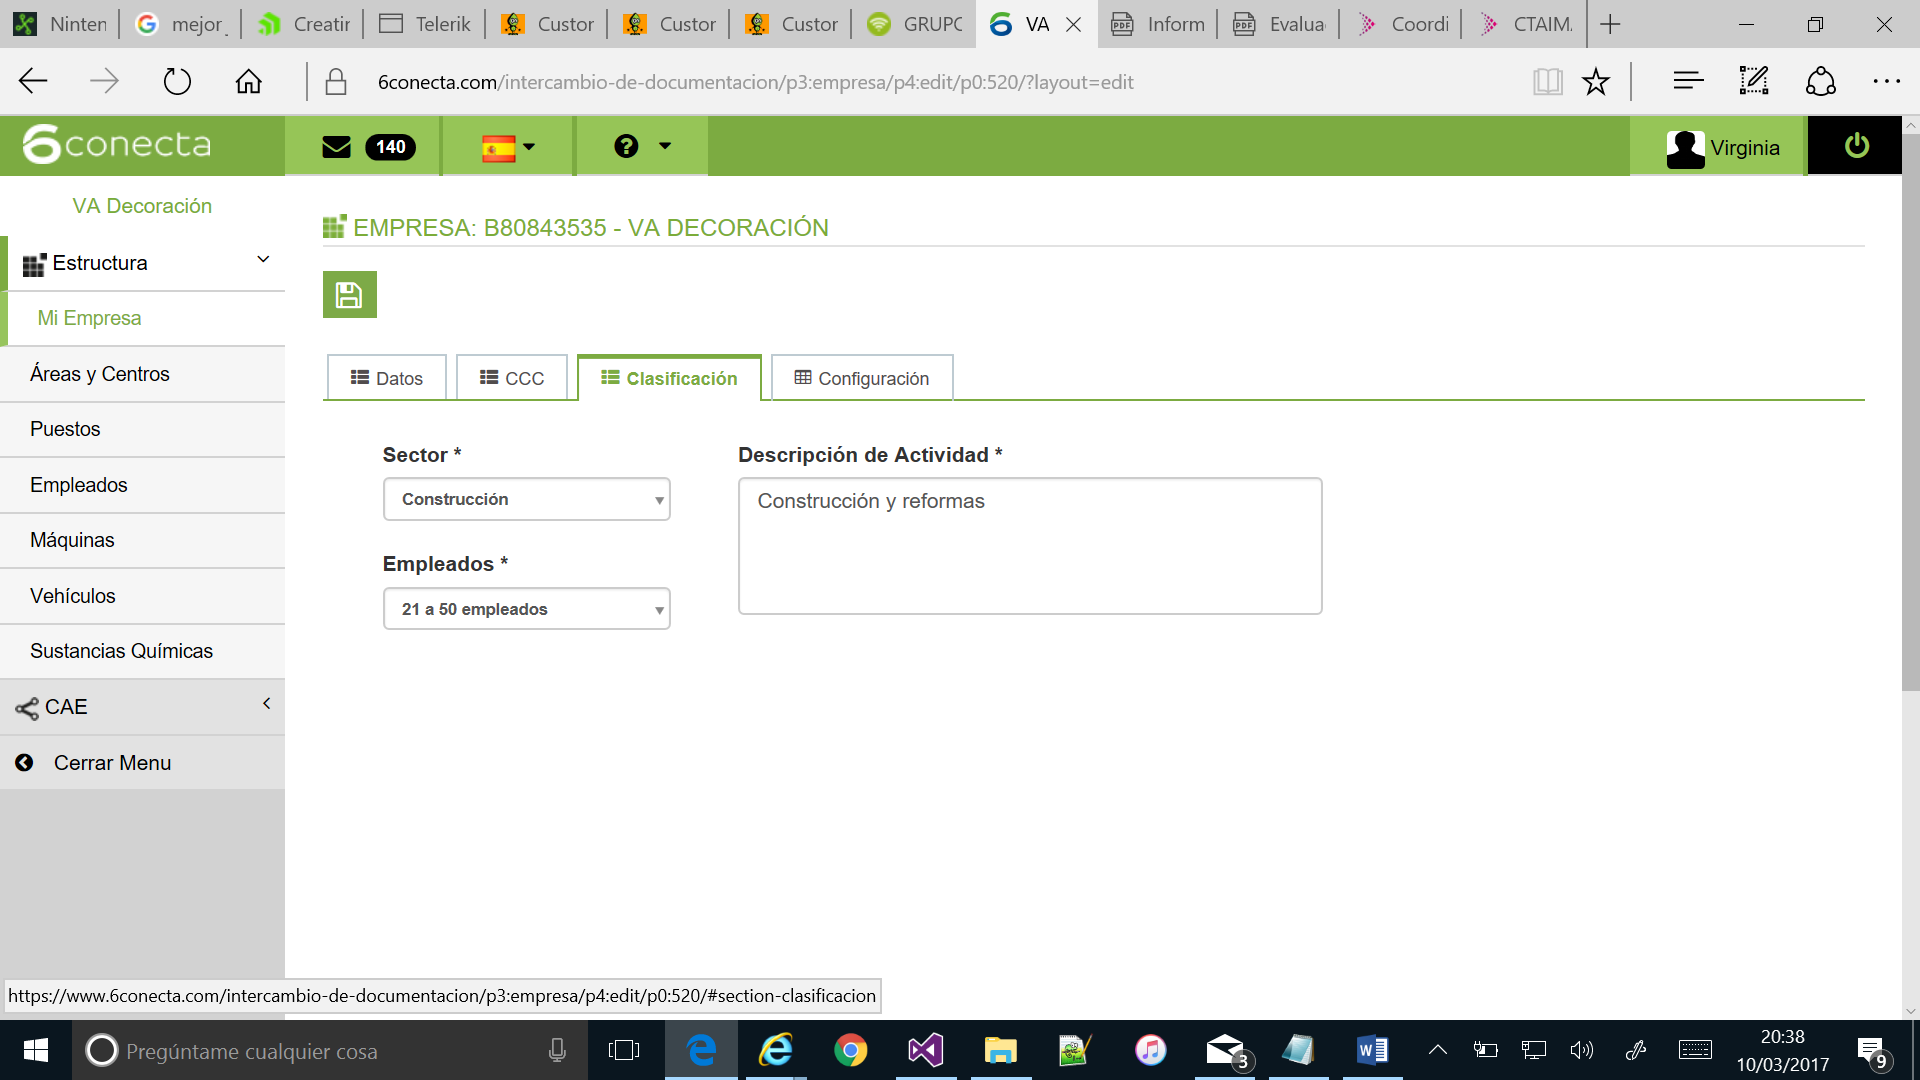 Ninten
mejor
Creatir
Telerik
Custor
Custor
Custor
GRUPO
VA
Inform
Evalua
Coordi
CTAIM
6conecta.com/intercambio-de-documentacion/p3:empresa/p4:edit/p0:520/?layout=edit
6conecta
140
Virginia
VA Decoración
Estructura
Mi Empresa
Áreas y Centros
Puestos
Empleados
Máquinas
Vehículos
Sustancias Químicas
CAE
Cerrar Menu
EMPRESA: B80843535 - VA DECORACIÓN
Datos
CCC
Clasificación
Configuración
Sector *
Construcción
Empleados *
21 a 50 empleados
Descripción de Actividad *
Construcción y reformas
https://www.6conecta.com/intercambio-de-documentacion/p3:empresa/p4:edit/p0:520/#section-clasificacion
Pregúntame cualquier cosa
3
20:38
10/03/2017
9